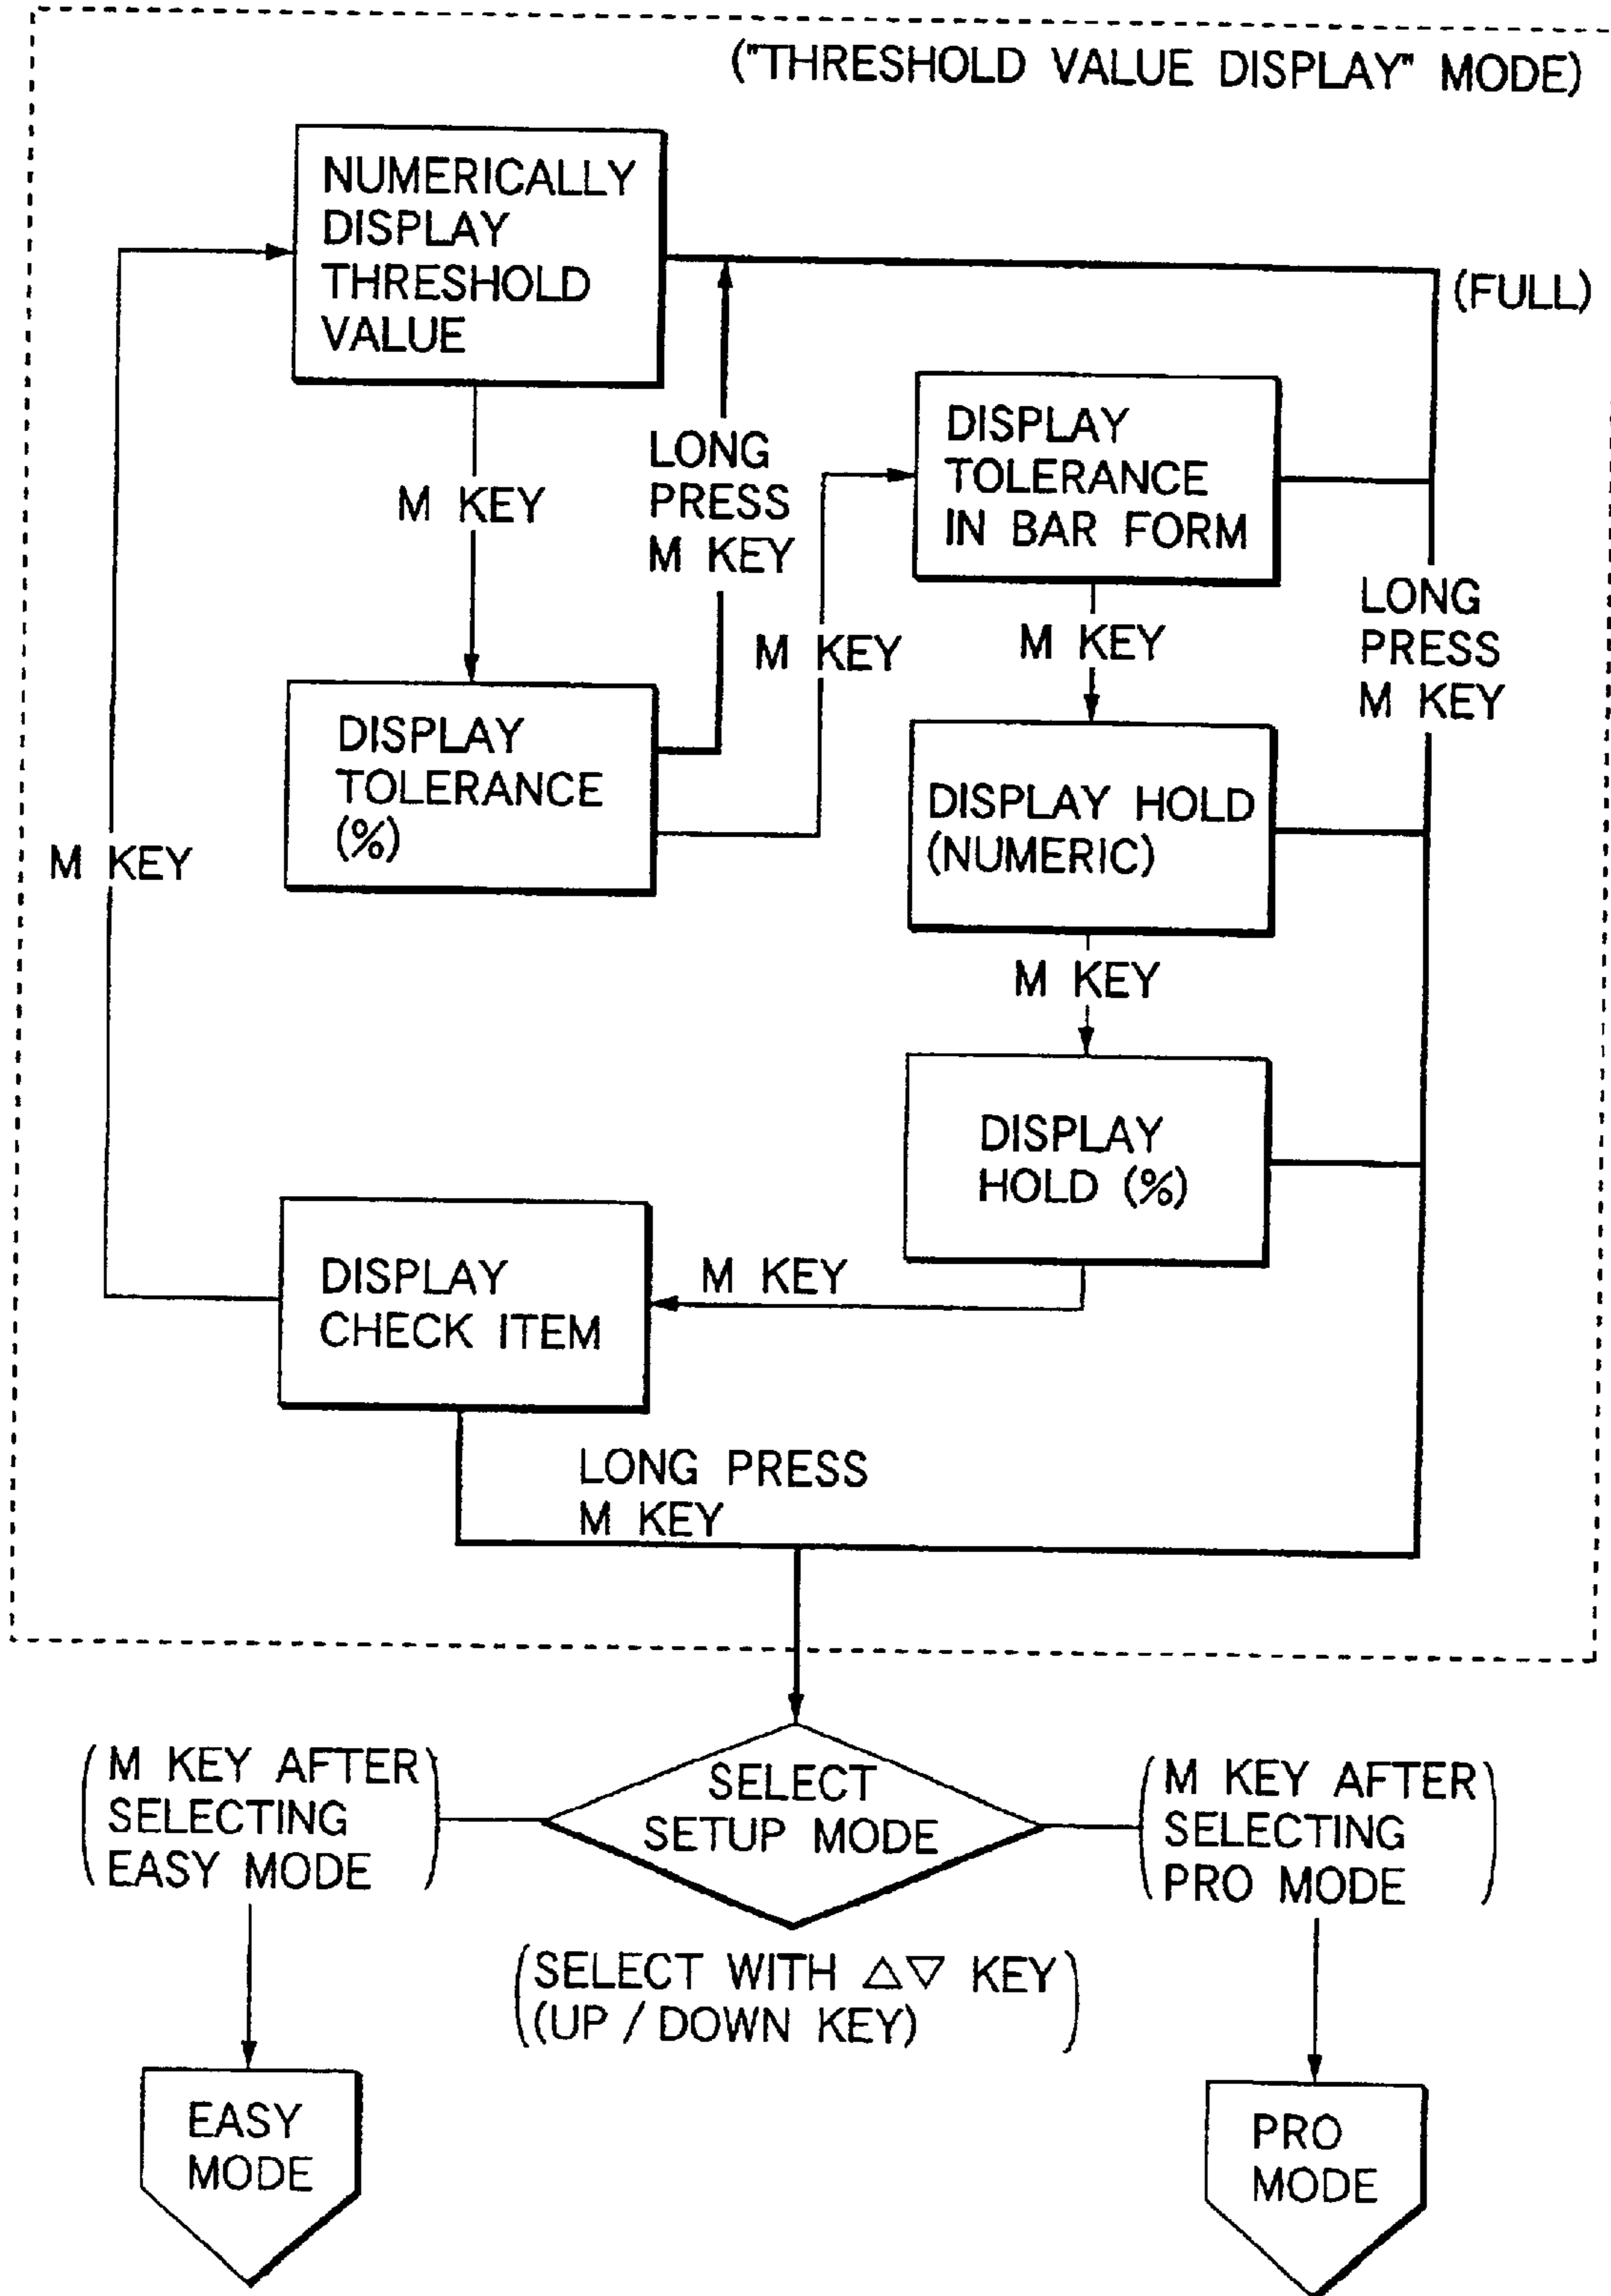 ("THRESHOLD VALUE DISPLAY" MODE)
NUMERICALLY
DISPLAY
THRESHOLD
VALUE
(FULL)
M KEY
LONG
PRESS
M KEY
DISPLAY
TOLERANCE
IN BAR FORM
M KEY
M KEY
LONG
PRESS
M KEY
DISPLAY
TOLERANCE
(%)
M KEY
DISPLAY HOLD
(NUMERIC)
M KEY
DISPLAY
HOLD (%)
M KEY
DISPLAY
CHECK ITEM
LONG PRESS
M KEY
SELECT
SETUP MODE
(M KEY AFTER
SELECTING
EASY MODE)
(M KEY AFTER
SELECTING
PRO MODE)
(SELECT WITH △▽ KEY
(UP / DOWN KEY))
EASY
MODE
PRO
MODE